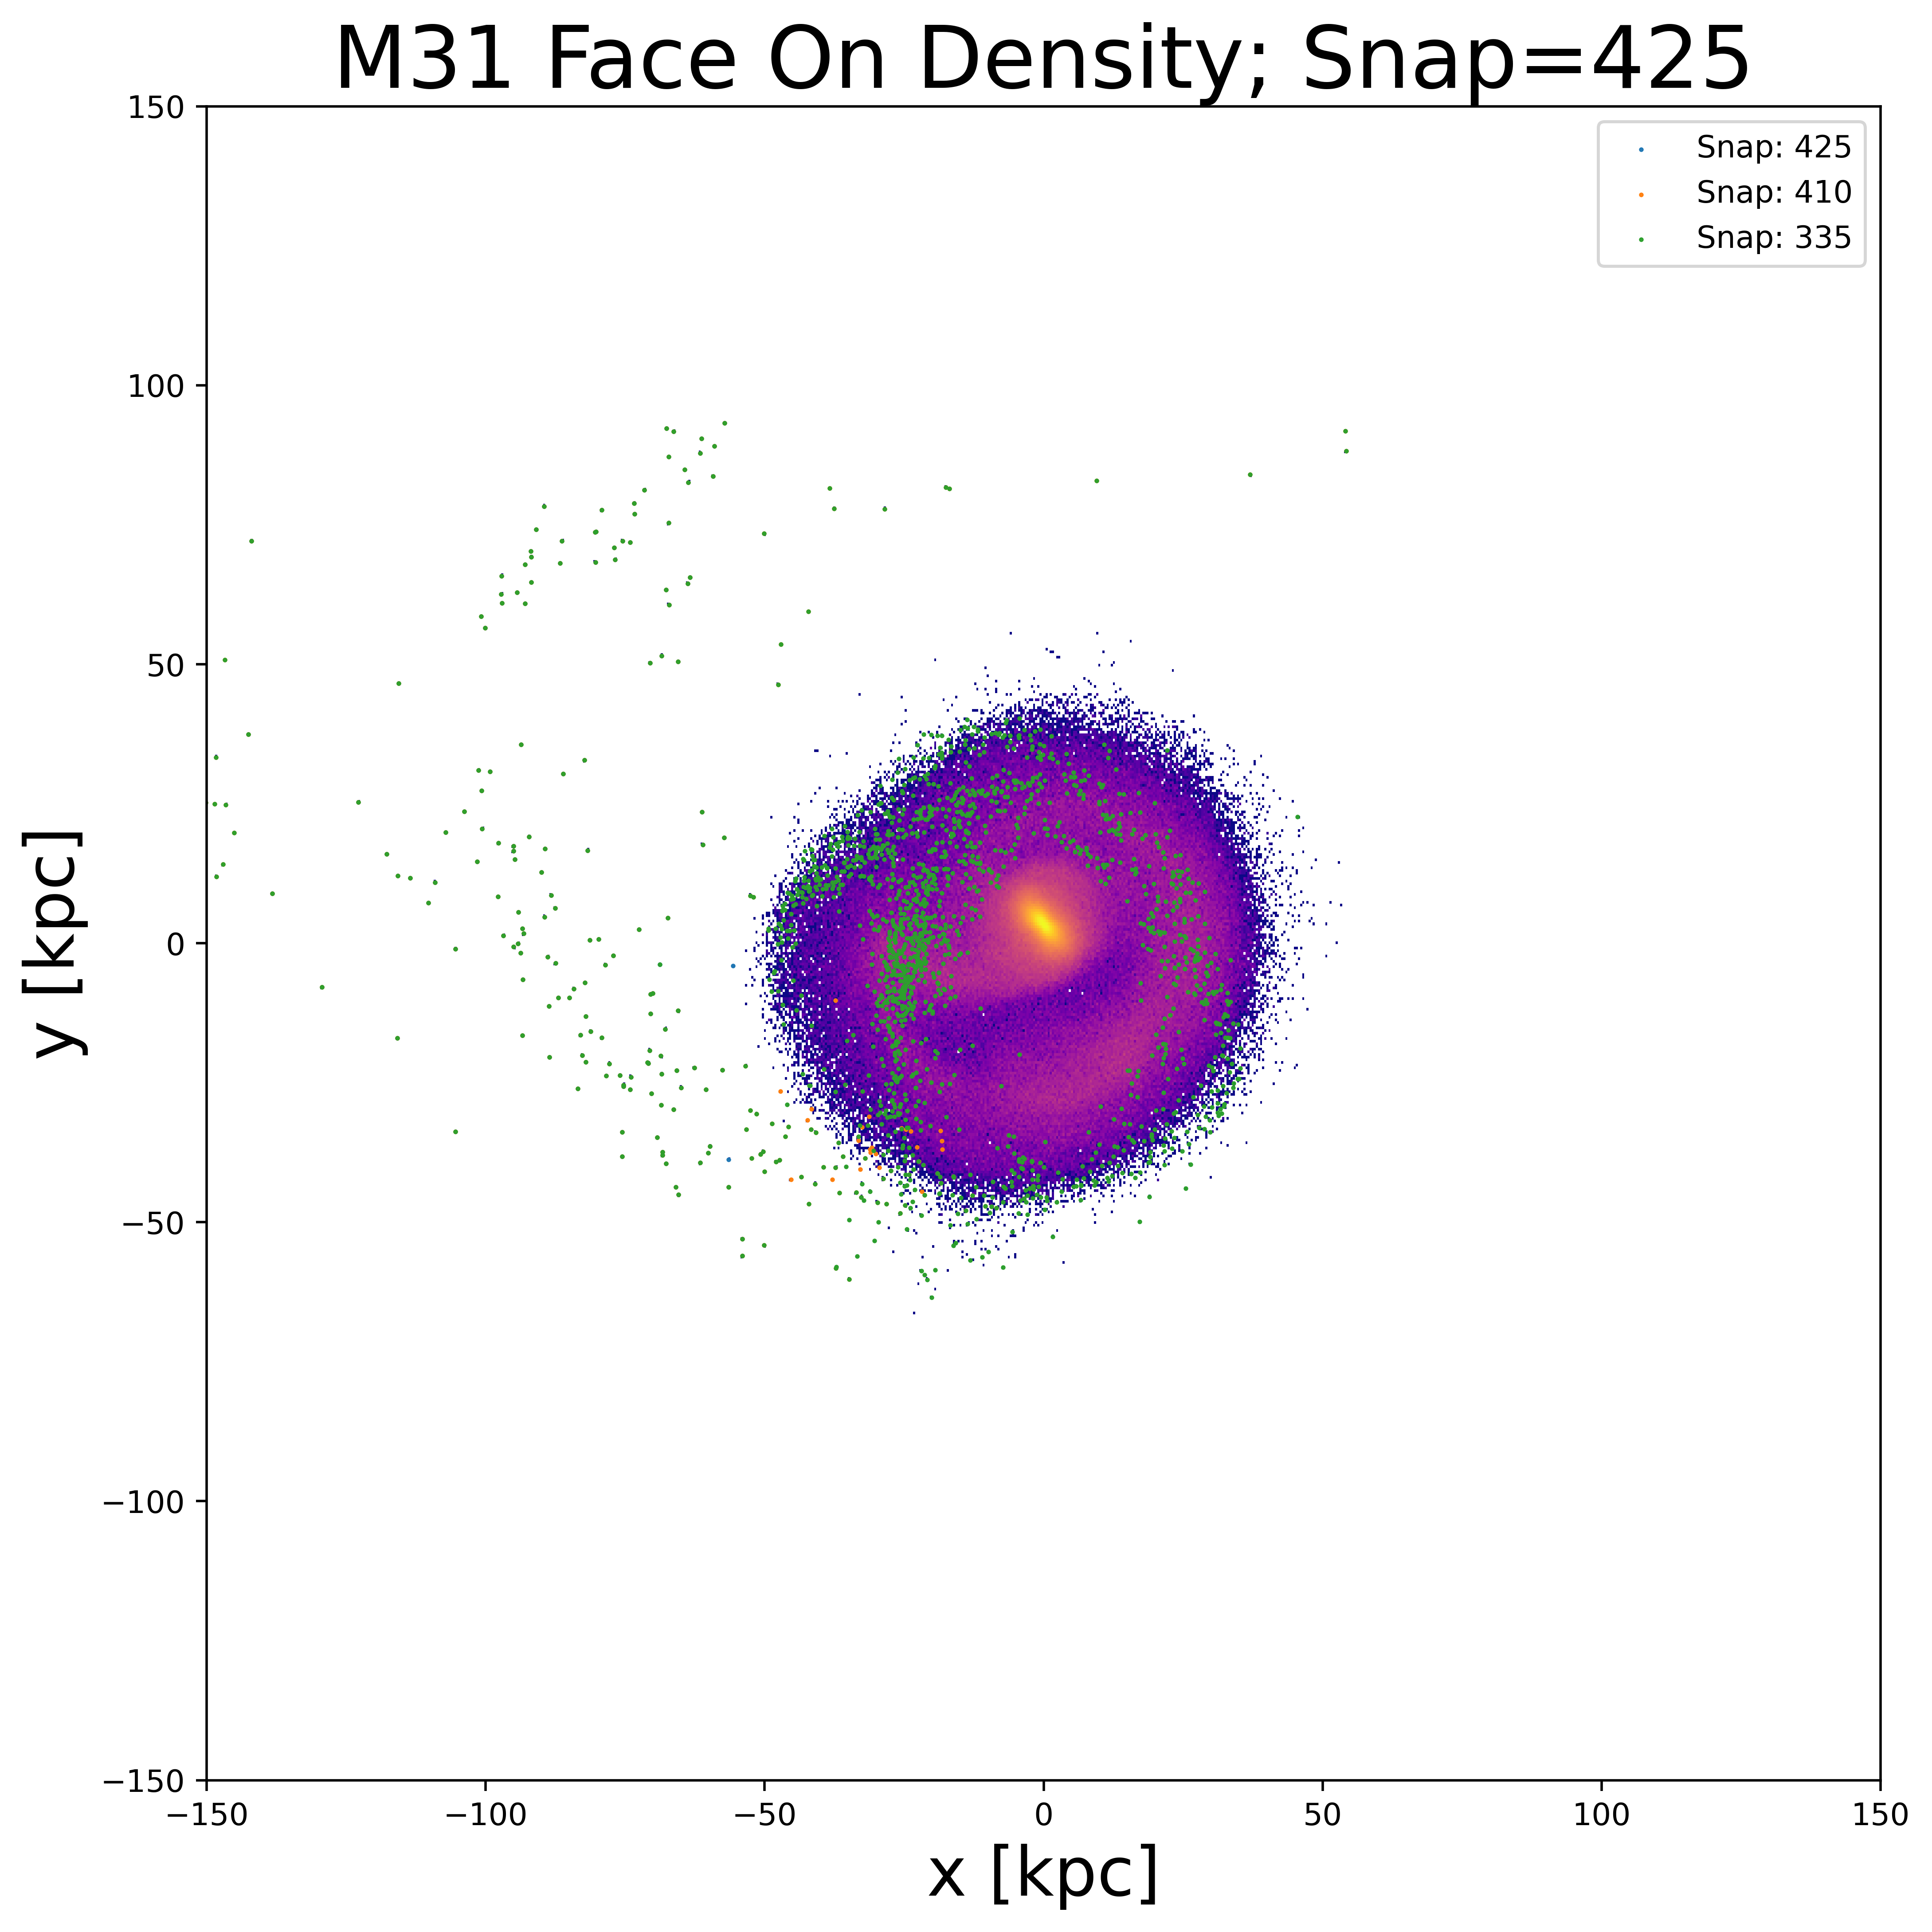 M31 Face On Density; Snap=425
Snap: 425
Snap: 410
Snap: 335
150
100
50
0
−50
−100
−150
y [kpc]
−150 −100 −50 0 50 100 150
x [kpc]